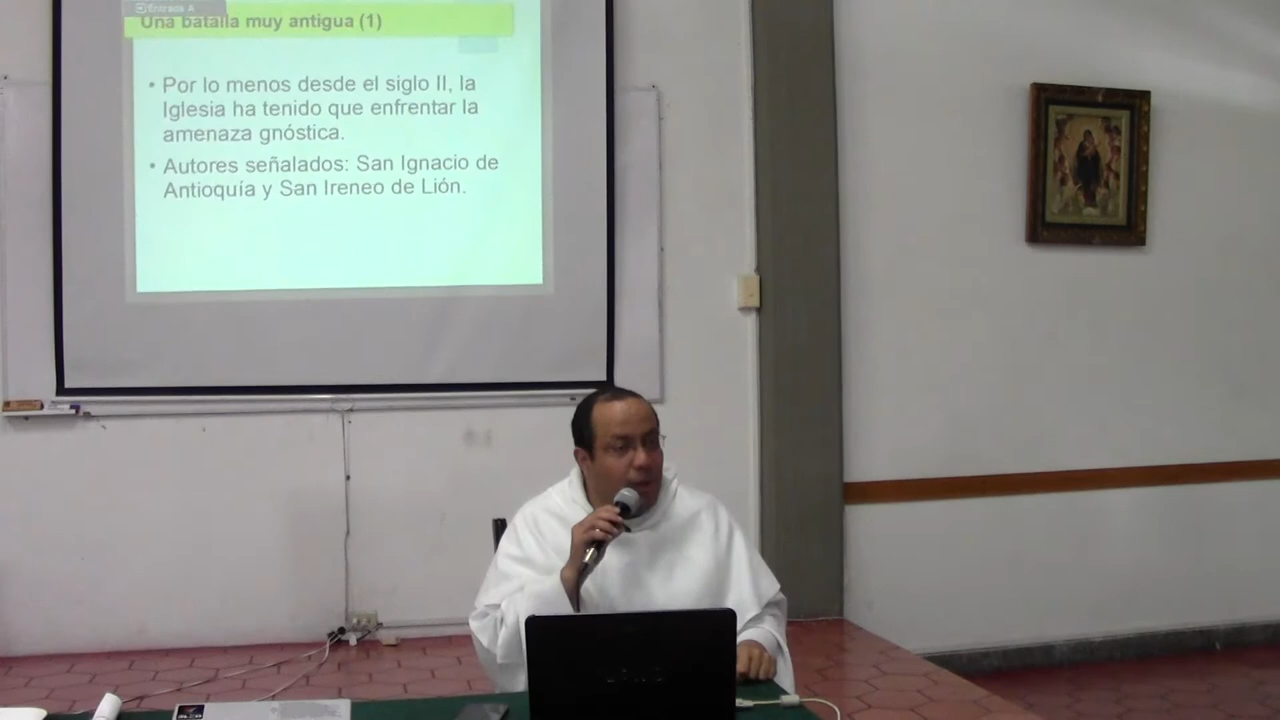 Entrada A
Una batalla muy antigua (1)
• Por lo menos desde el siglo II, la
Iglesia ha tenido que enfrentar la
amenaza gnóstica.
• Autores señalados: San Ignacio de
Antioquía y San Ireneo de Lión.